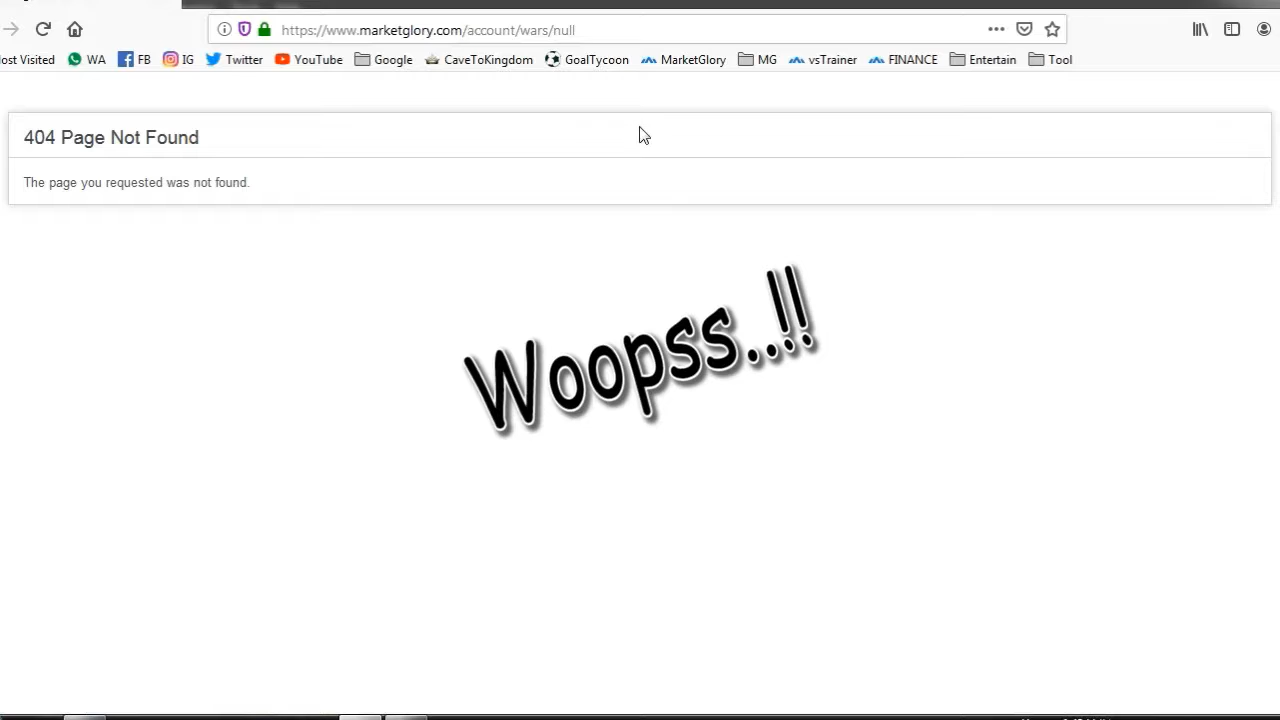 https://www.marketglory.com/account/wars/null
ost Visited WA FB IG Twitter YouTube Google CaveToKingdom GoalTycoon MarketGlory MG vsTrainer FINANCE Entertain Tool
404 Page Not Found
The page you requested was not found.
Woopss..!!